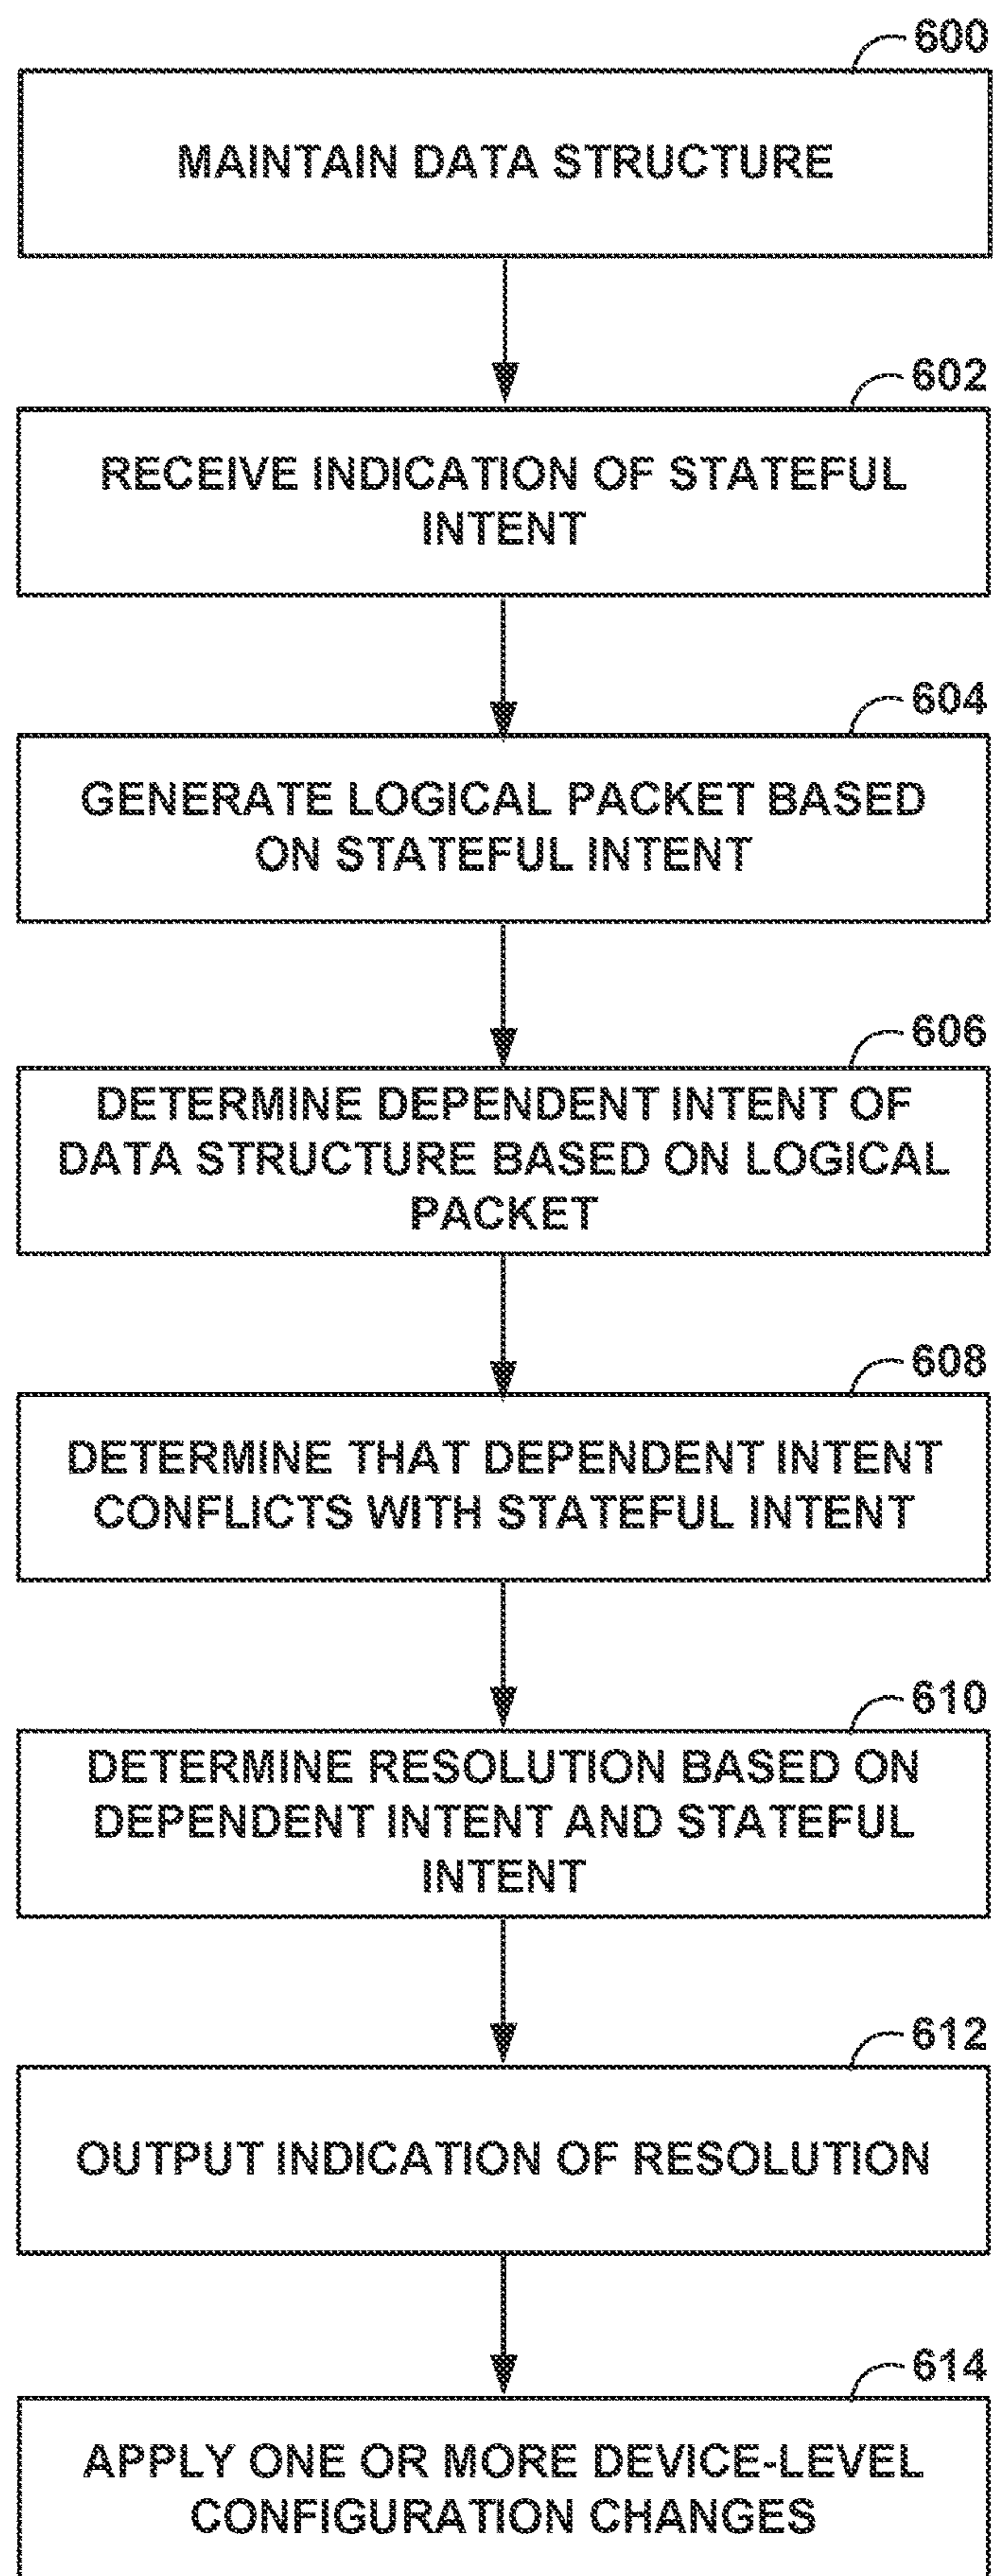 600
MAINTAIN DATA STRUCTURE
602
RECEIVE INDICATION OF STATEFUL
INTENT
604
GENERATE LOGICAL PACKET BASED
ON STATEFUL INTENT
606
DETERMINE DEPENDENT INTENT OF
DATA STRUCTURE BASED ON LOGICAL
PACKET
608
DETERMINE THAT DEPENDENT INTENT
CONFLICTS WITH STATEFUL INTENT
610
DETERMINE RESOLUTION BASED ON
DEPENDENT INTENT AND STATEFUL
INTENT
612
OUTPUT INDICATION OF RESOLUTION
614
APPLY ONE OR MORE DEVICE-LEVEL
CONFIGURATION CHANGES